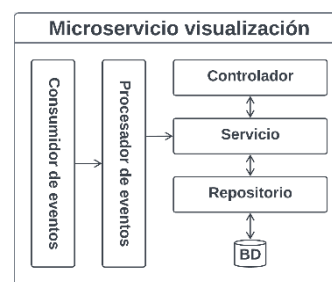 Microservicio visualización
Consumidor de eventos
Procesador de eventos
Controlador
Servicio
Repositorio
BD